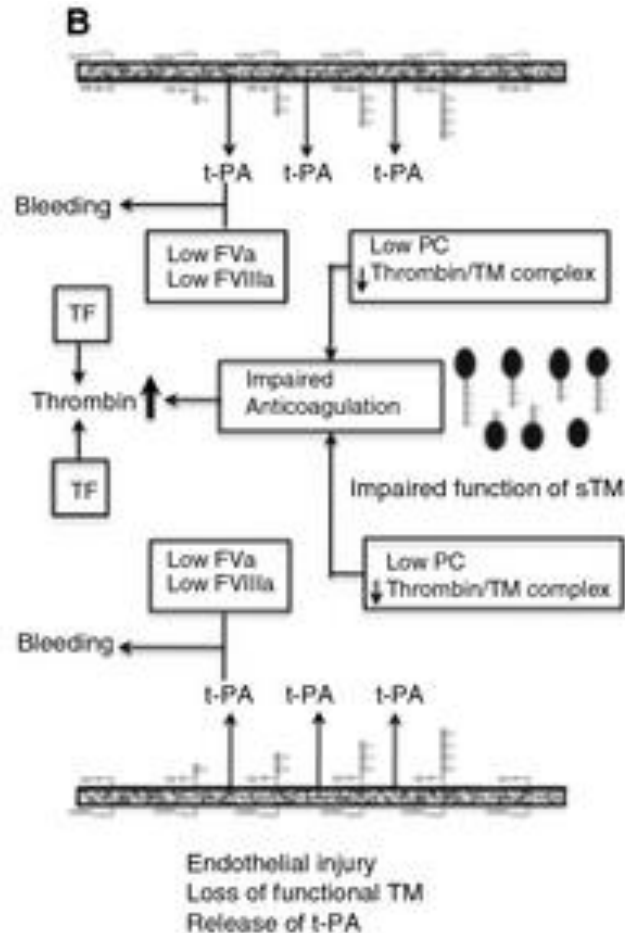 B
t-PA t-PA t-PA
Bleeding
Low FVa
Low FVIIIa
Low PC
↓ Thrombin/TM complex
TF
Thrombin ↑
Impaired
Anticoagulation
TF
Impaired function of sTM
Low FVa
Low FVIIIa
Low PC
↓ Thrombin/TM complex
Bleeding
t-PA t-PA t-PA
Endothelial injury
Loss of functional TM
Release of t-PA